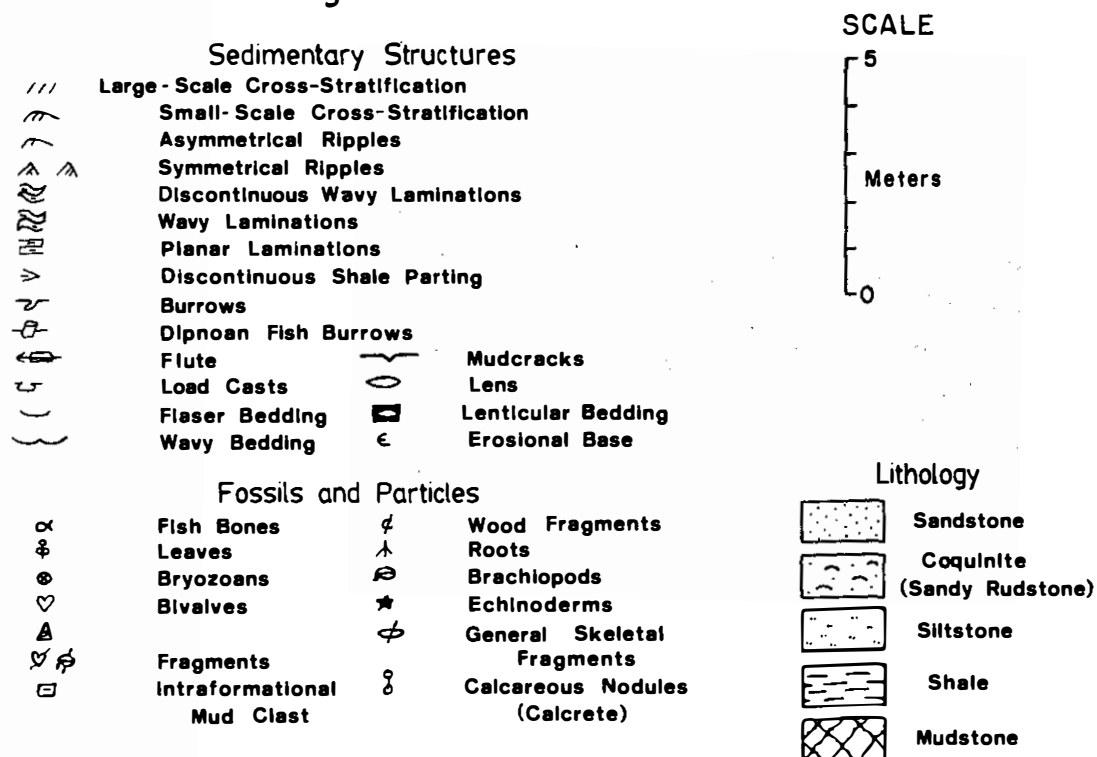 SCALE
5
Meters
0
Sedimentary Structures
Large-Scale Cross-Stratification
Small-Scale Cross-Stratification
Asymmetrical Ripples
Symmetrical Ripples
Discontinuous Wavy Laminations
Wavy Laminations
Planar Laminations
Discontinuous Shale Parting
Burrows
Dipnoan Fish Burrows
Flute
Mudcracks
Load Casts
Lens
Flaser Bedding
Lenticular Bedding
Wavy Bedding
Erosional Base
Fossils and Particles
Fish Bones
Wood Fragments
Leaves
Roots
Bryozoans
Brachiopods
Bivalves
Echinoderms
General Skeletal
Fragments
Fragments
Intraformational
Mud Clast
Calcareous Nodules
(Calcrete)
Lithology
Sandstone
Coquinite
(Sandy Rudstone)
Siltstone
Shale
Mudstone